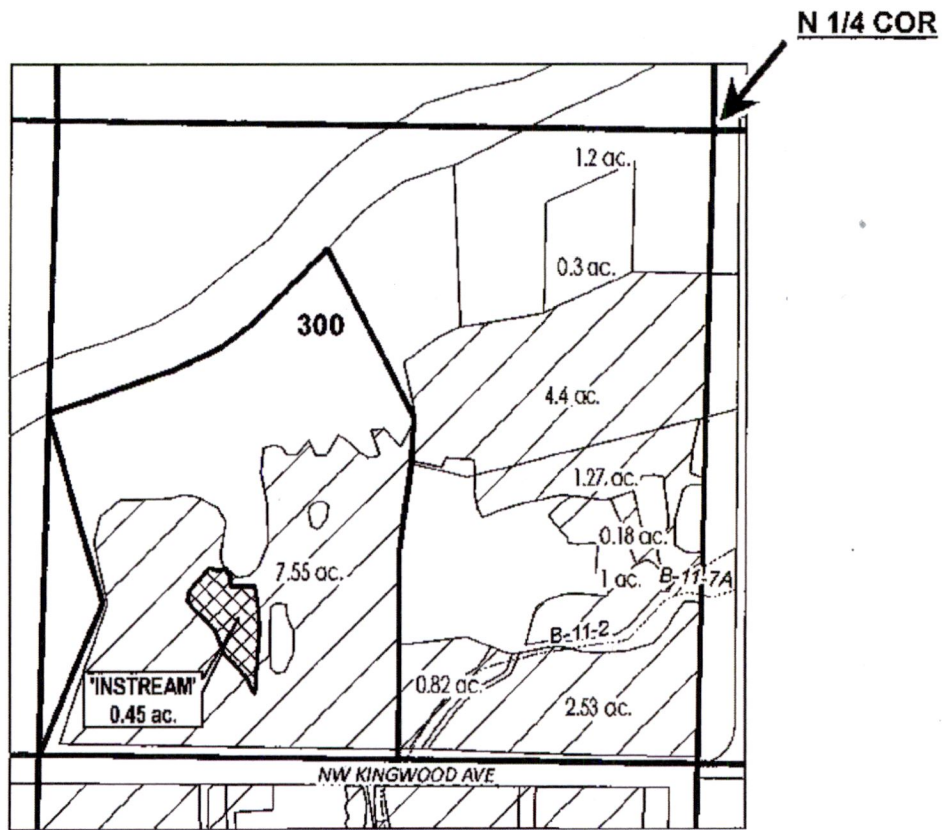 N 1/4 COR
1.2 ac.
0.3 ac.
300
4.4 ac.
1.27 ac.
0.18 ac.
7.55 ac.
1 ac.
B-11-7A
B-11-2
'INSTREAM'
0.45 ac.
0.82 ac.
2.53 ac.
NW KINGWOOD AVE